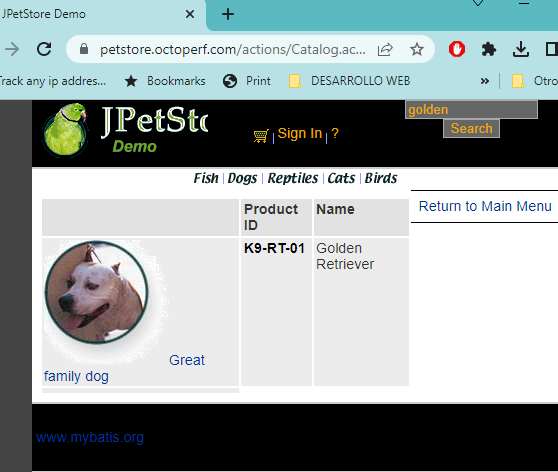 JPetStore Demo
petstore.octoperf.com/actions/Catalog.ac...
rack any ip addres...
Bookmarks
Print
DESARROLLO WEB
»
Otro
JPetSto
Demo
Sign In | ?
golden
Search
Fish | Dogs | Reptiles | Cats | Birds
Return to Main Menu
Product ID
Name
K9-RT-01
Golden
Retriever
Great
family dog
www.mybatis.org